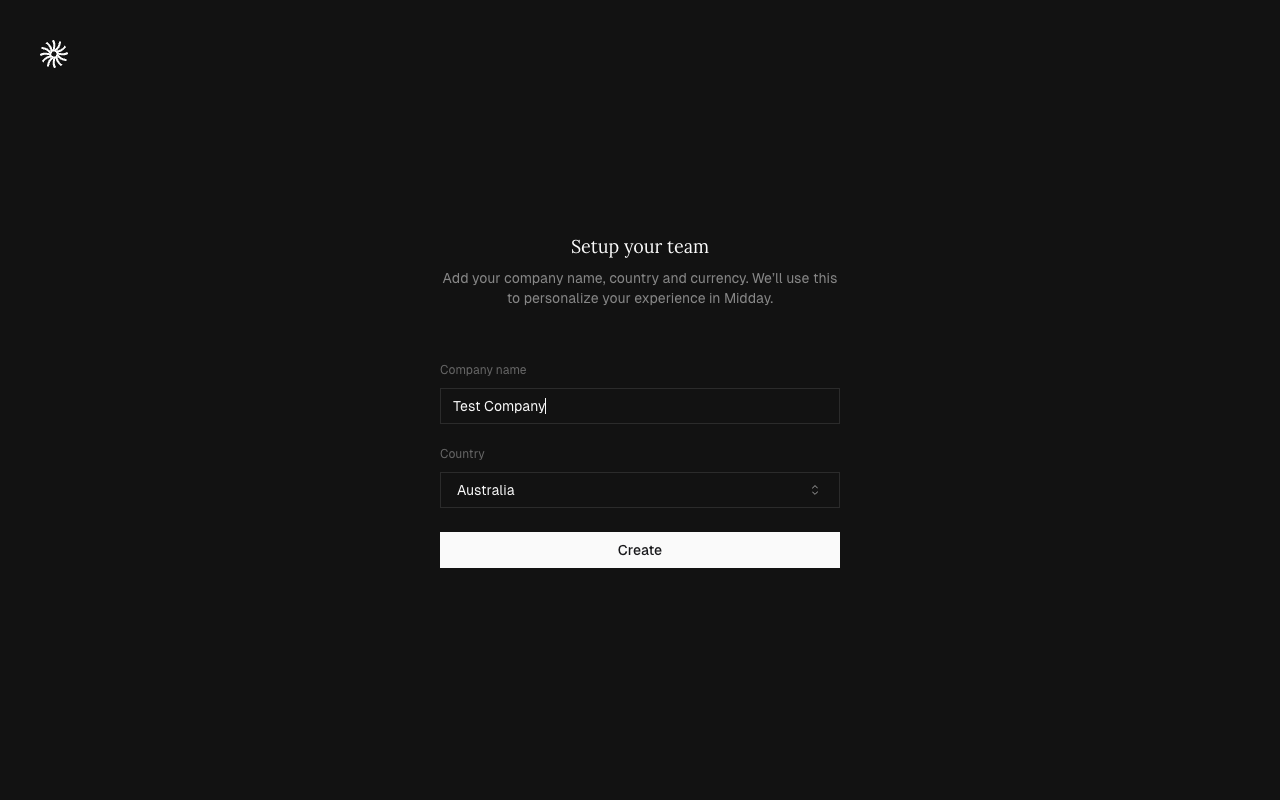 Setup your team
Add your company name, country and currency. We'll use this
to personalize your experience in Midday.
Company name
Test Company
Country
Australia
Create